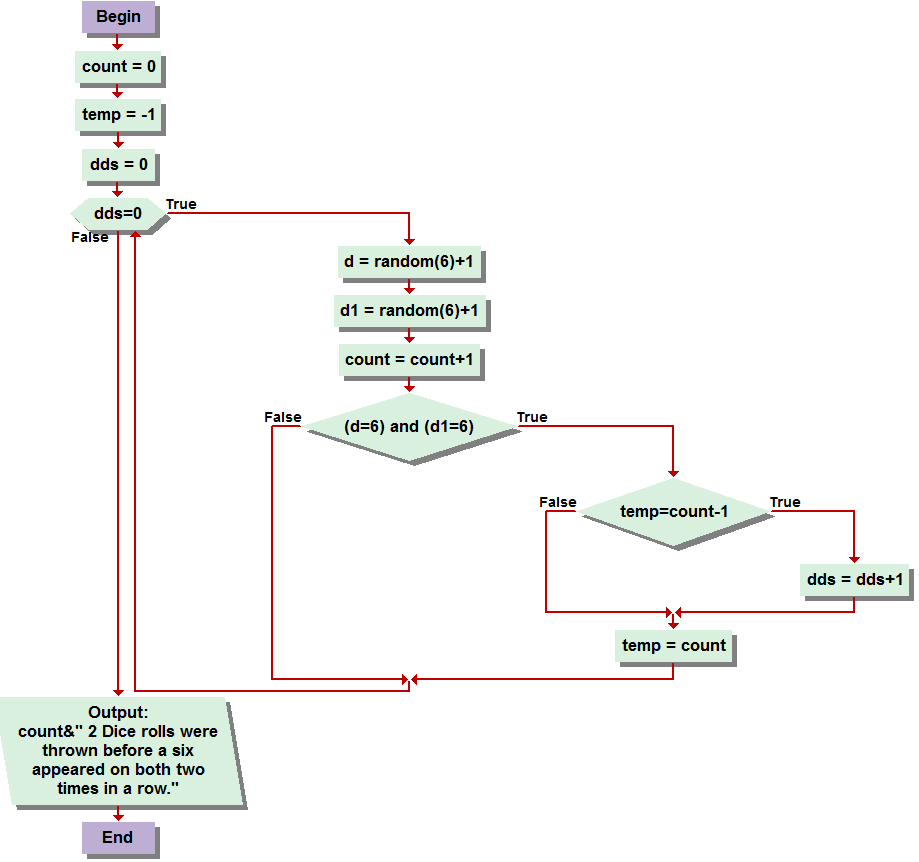 Begin
count = 0
temp = -1
dds = 0
dds=0
True
False
d = random(6)+1
d1 = random(6)+1
count = count+1
False
(d=6) and (d1=6)
True
False
temp=count-1
True
dds = dds+1
temp = count
Output:
count&" 2 Dice rolls were
thrown before a six
appeared on both two
times in a row."
End